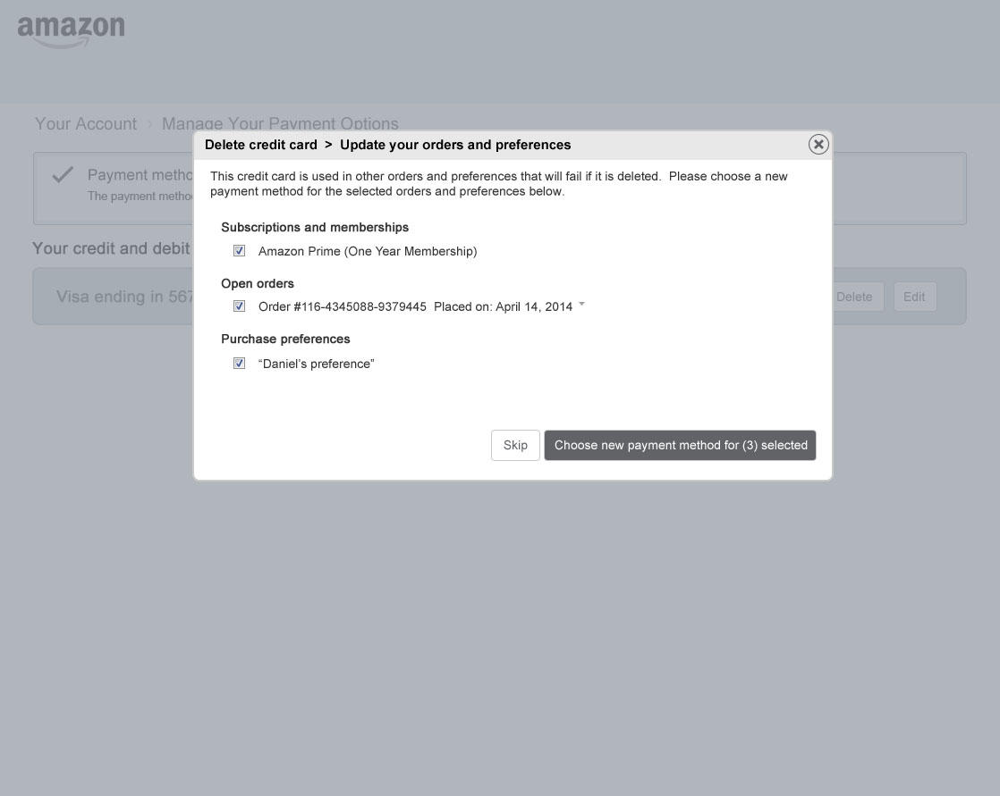 amazon
Your Account › Manage Your Payment Options
Delete credit card > Update your orders and preferences
Payment metho
The payment metho
This credit card is used in other orders and preferences that will fail if it is deleted. Please choose a new
payment method for the selected orders and preferences below.
Subscriptions and memberships
Amazon Prime (One Year Membership)
Your credit and debit
Open orders
Visa ending in 567
Delete
Edit
Order #116-4345088-9379445 Placed on: April 14, 2014
Purchase preferences
“Daniel’s preference”
Skip
Choose new payment method for (3) selected